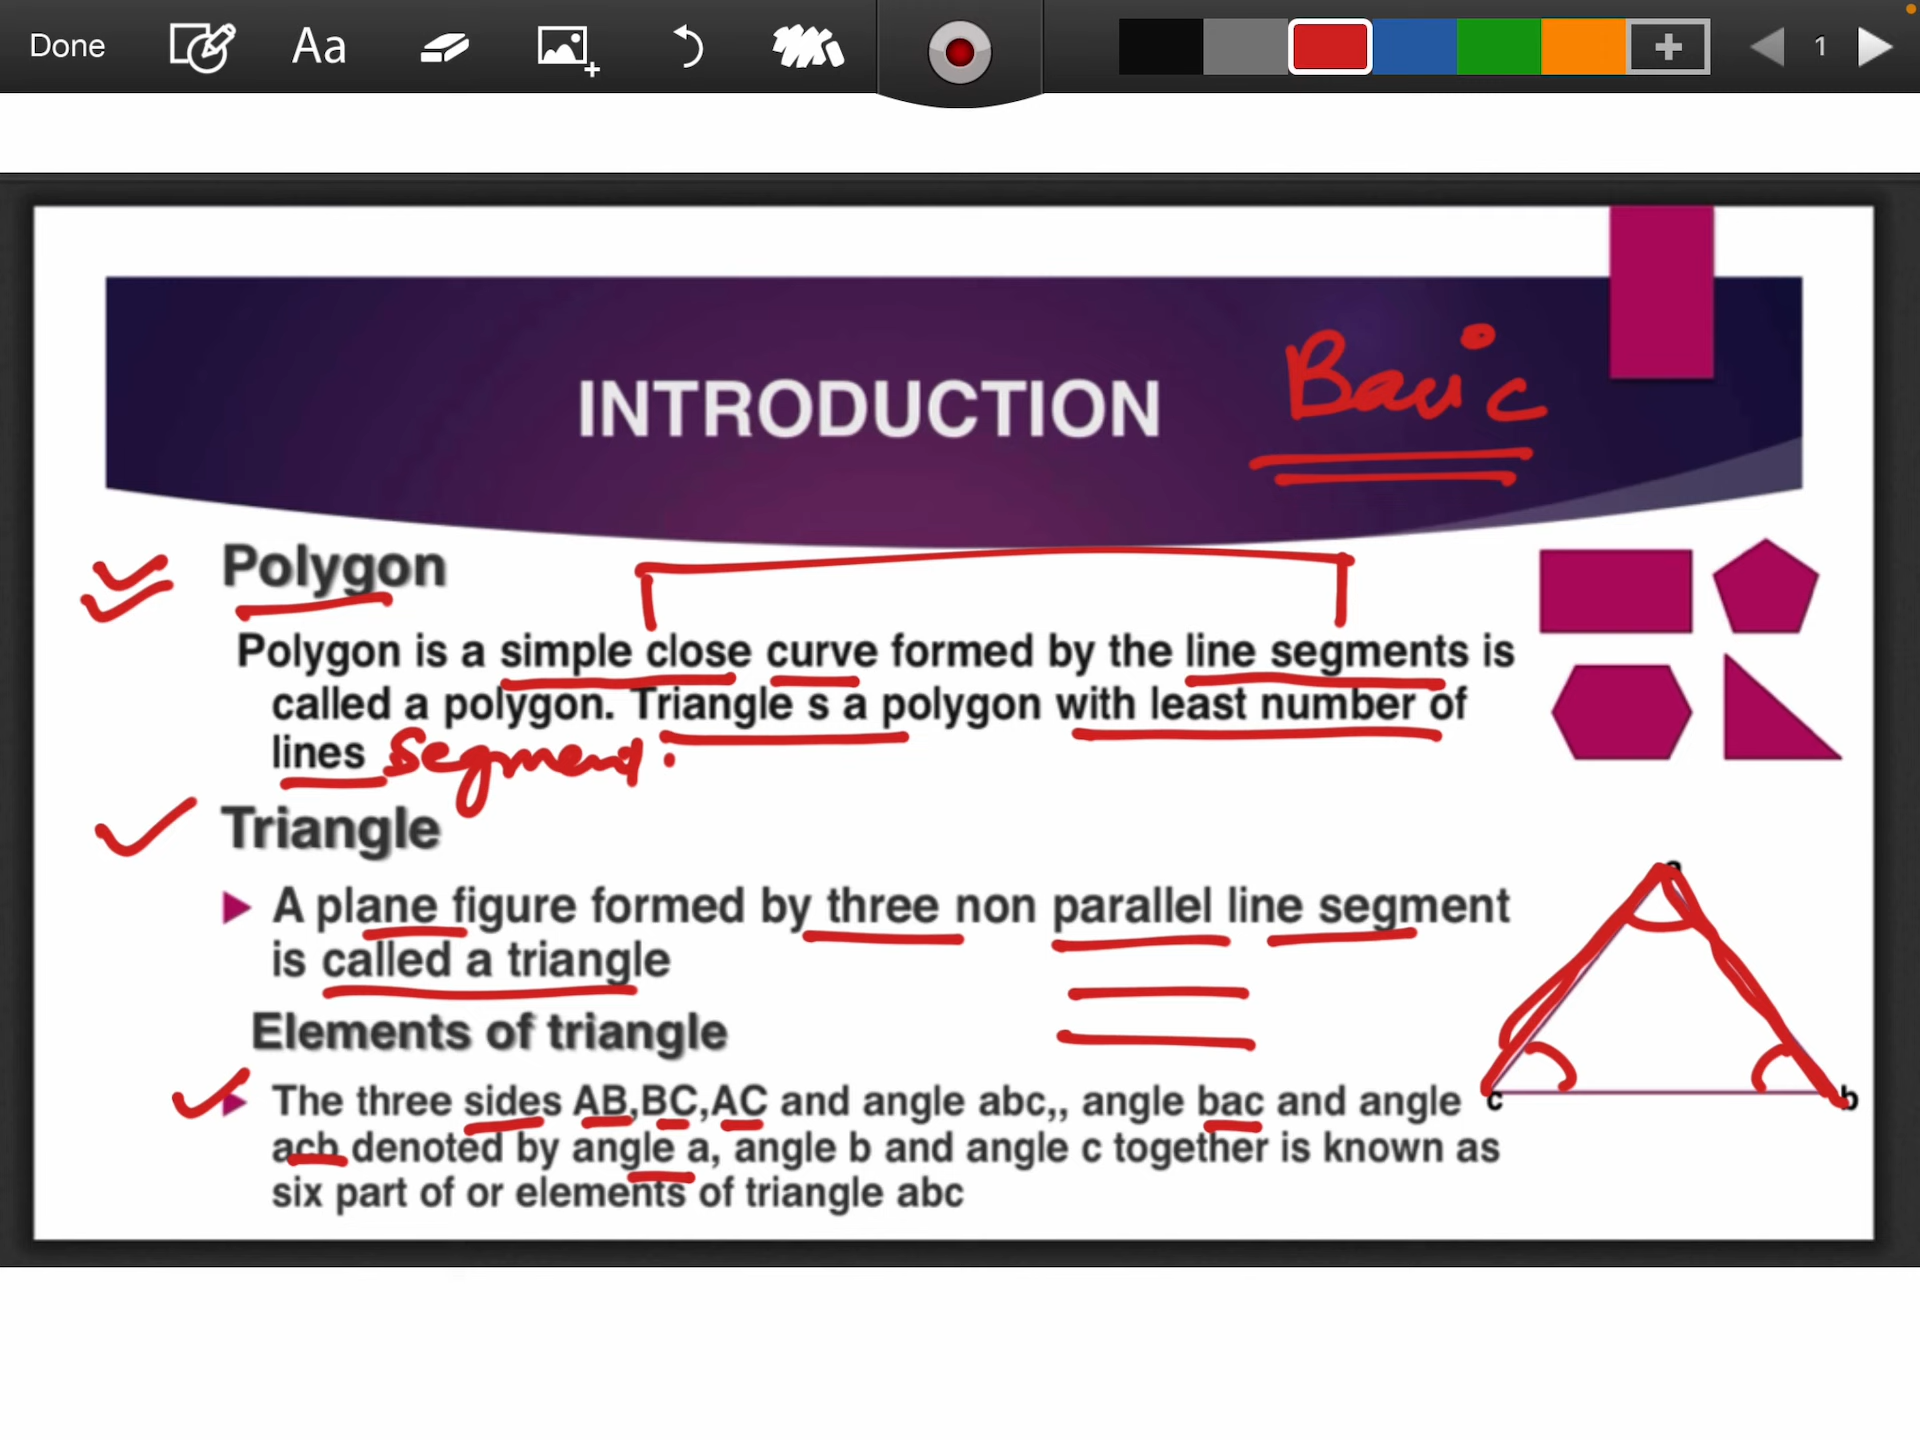 Done Aa 1
INTRODUCTION Basic
Polygon
Polygon is a simple close curve formed by the line segments is
called a polygon. Triangle s a polygon with least number of
lines Segment.
Triangle
A plane figure formed by three non parallel line segment
is called a triangle
a
Elements of triangle
The three sides AB,BC,AC and angle abc,, angle bac and angle
c b
acb denoted by angle a, angle b and angle c together is known as
six part of or elements of triangle abc